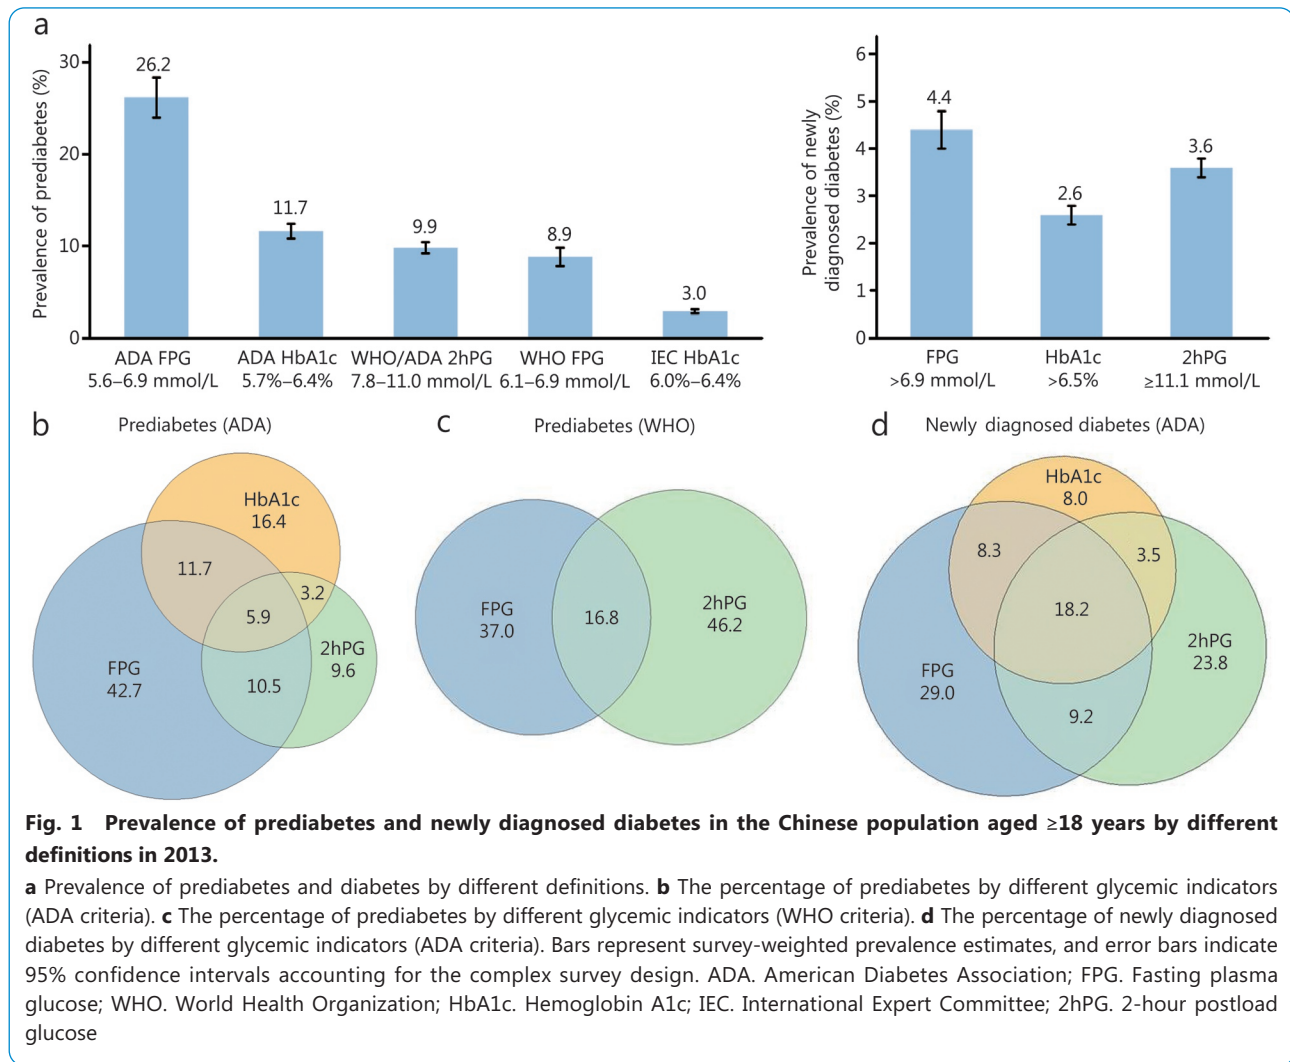 a
Prevalence of prediabetes (%)
30
20
10
0
26.2
11.7
9.9
8.9
3.0
ADA FPG
5.6–6.9 mmol/L
ADA HbA1c
5.7%–6.4%
WHO/ADA 2hPG
7.8–11.0 mmol/L
WHO FPG
6.1–6.9 mmol/L
IEC HbA1c
6.0%–6.4%
Prevalence of newly
diagnosed diabetes (%)
6
5
4
3
2
1
0
4.4
2.6
3.6
FPG
>6.9 mmol/L
HbA1c
>6.5%
2hPG
≥11.1 mmol/L
b
Prediabetes (ADA)
HbA1c
16.4
11.7
3.2
5.9
FPG
42.7
10.5
2hPG
9.6
c
Prediabetes (WHO)
FPG
37.0
16.8
2hPG
46.2
d
Newly diagnosed diabetes (ADA)
HbA1c
8.0
8.3
3.5
18.2
FPG
29.0
9.2
2hPG
23.8
Fig. 1 Prevalence of prediabetes and newly diagnosed diabetes in the Chinese population aged ≥18 years by different
definitions in 2013.
a Prevalence of prediabetes and diabetes by different definitions. b The percentage of prediabetes by different glycemic indicators
(ADA criteria). c The percentage of prediabetes by different glycemic indicators (WHO criteria). d The percentage of newly diagnosed
diabetes by different glycemic indicators (ADA criteria). Bars represent survey-weighted prevalence estimates, and error bars indicate
95% confidence intervals accounting for the complex survey design. ADA. American Diabetes Association; FPG. Fasting plasma
glucose; WHO. World Health Organization; HbA1c. Hemoglobin A1c; IEC. International Expert Committee; 2hPG. 2-hour postload
glucose